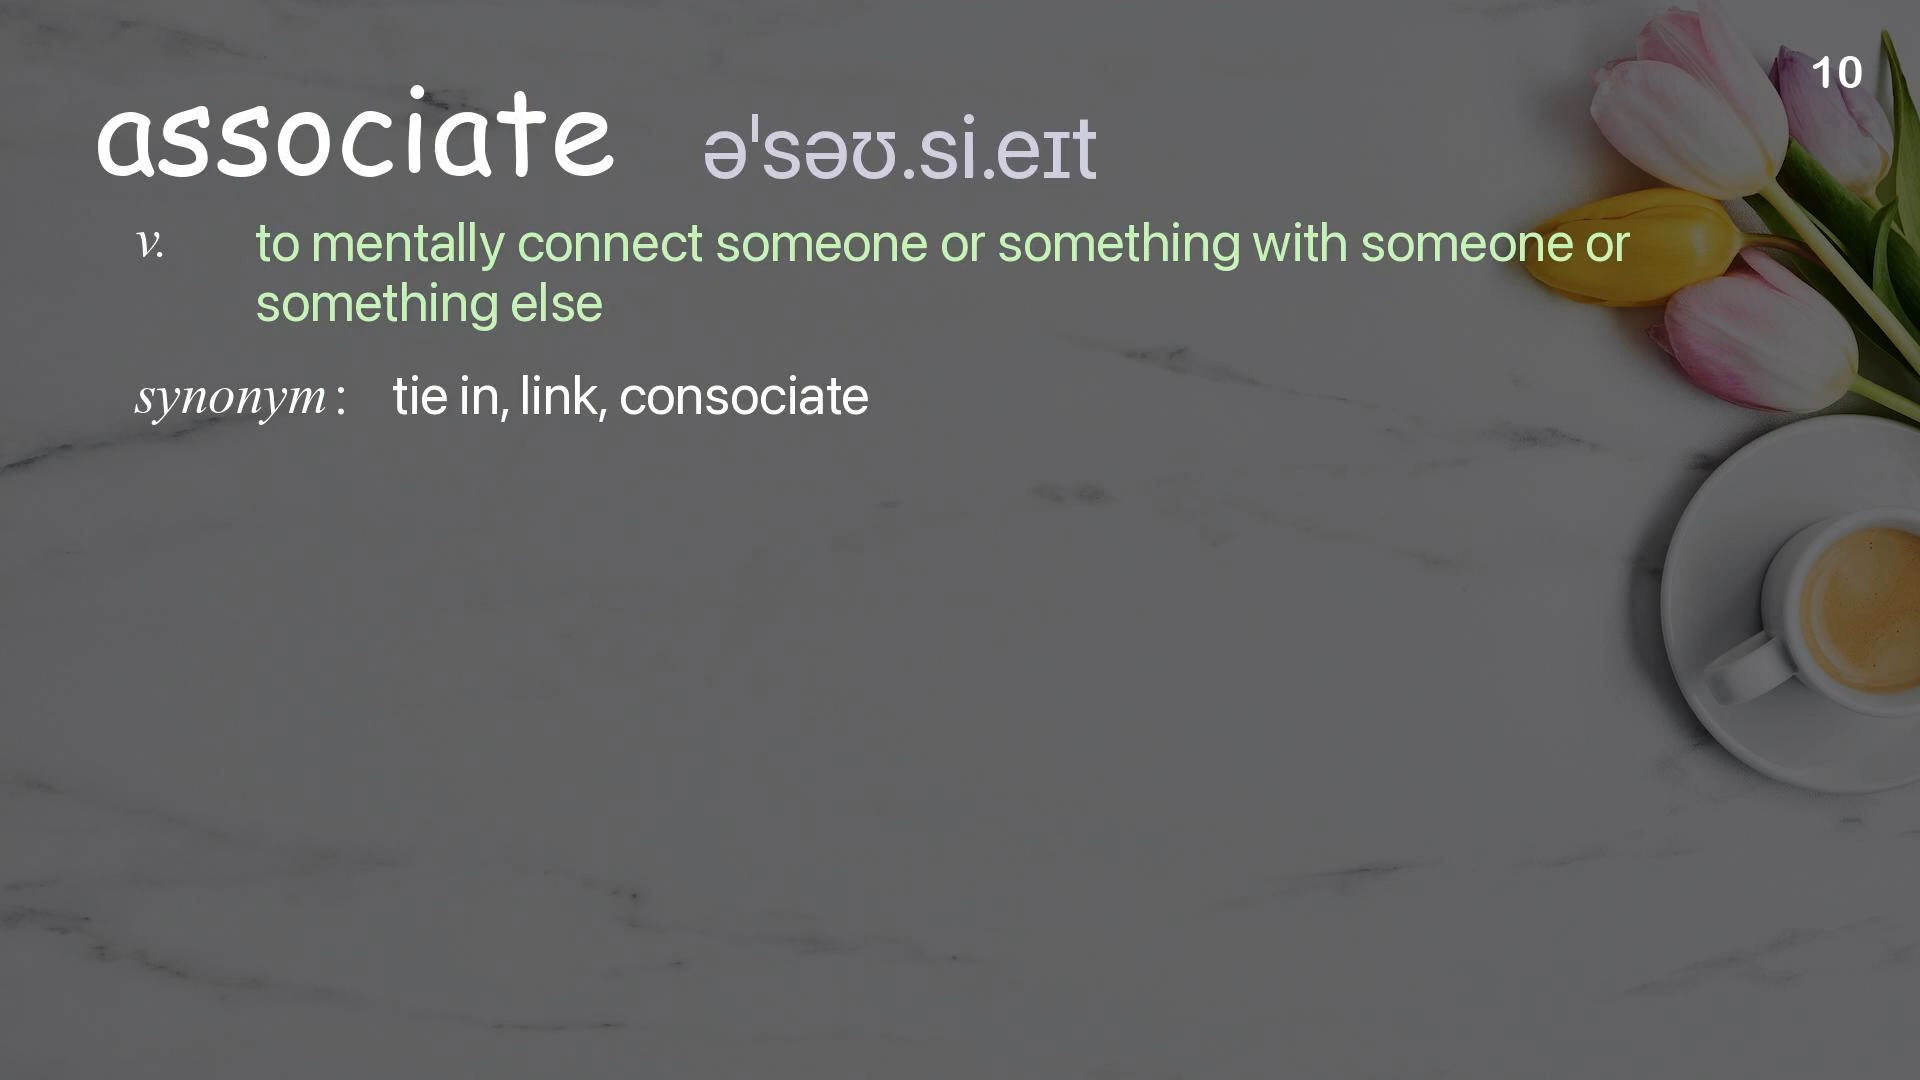 10
associate əˈsəʊ.si.eɪt
v. to mentally connect someone or something with someone or
something else
synonym : tie in, link, consociate